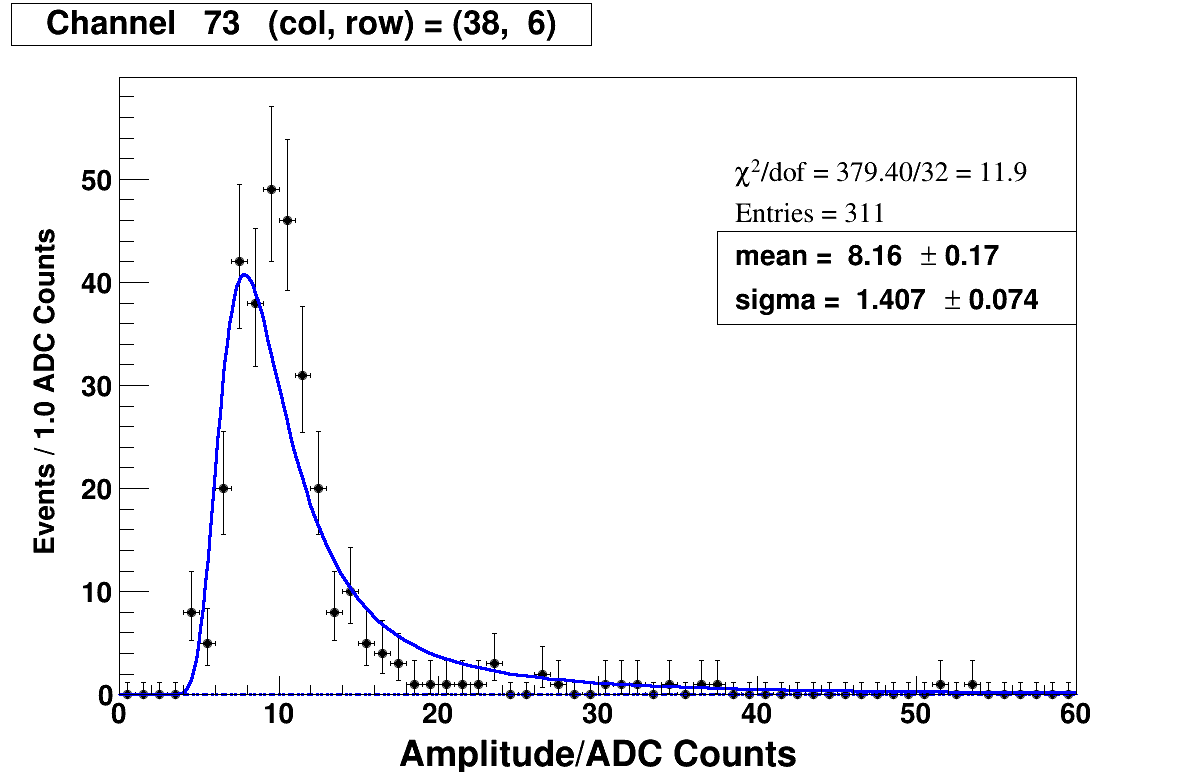 Channel 73 (col, row) = (38, 6)
χ²/dof = 379.40/32 = 11.9
Entries = 311
mean = 8.16 ± 0.17
sigma = 1.407 ± 0.074
Events / 1.0 ADC Counts
50
40
30
20
10
0
0 10 20 30 40 50 60
Amplitude/ADC Counts